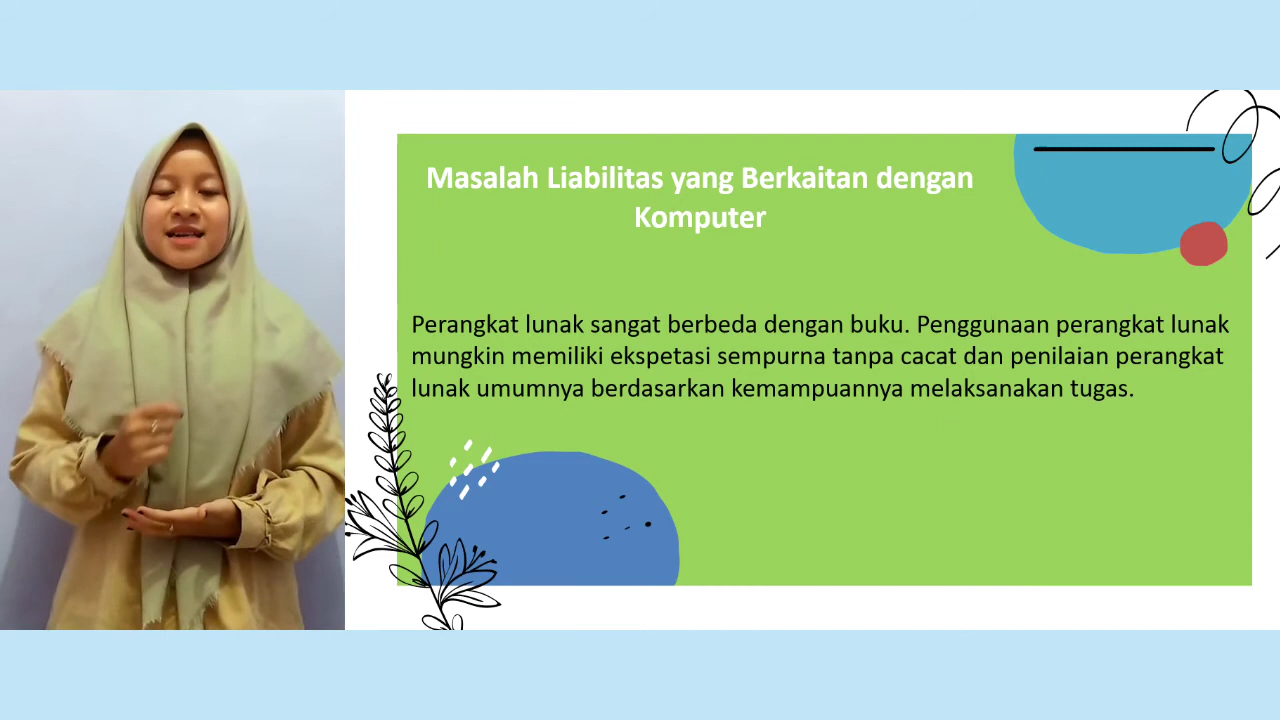 Masalah Liabilitas yang Berkaitan dengan
Komputer
Perangkat lunak sangat berbeda dengan buku. Penggunaan perangkat lunak
mungkin memiliki ekspetasi sempurna tanpa cacat dan penilaian perangkat
lunak umumnya berdasarkan kemampuannya melaksanakan tugas.